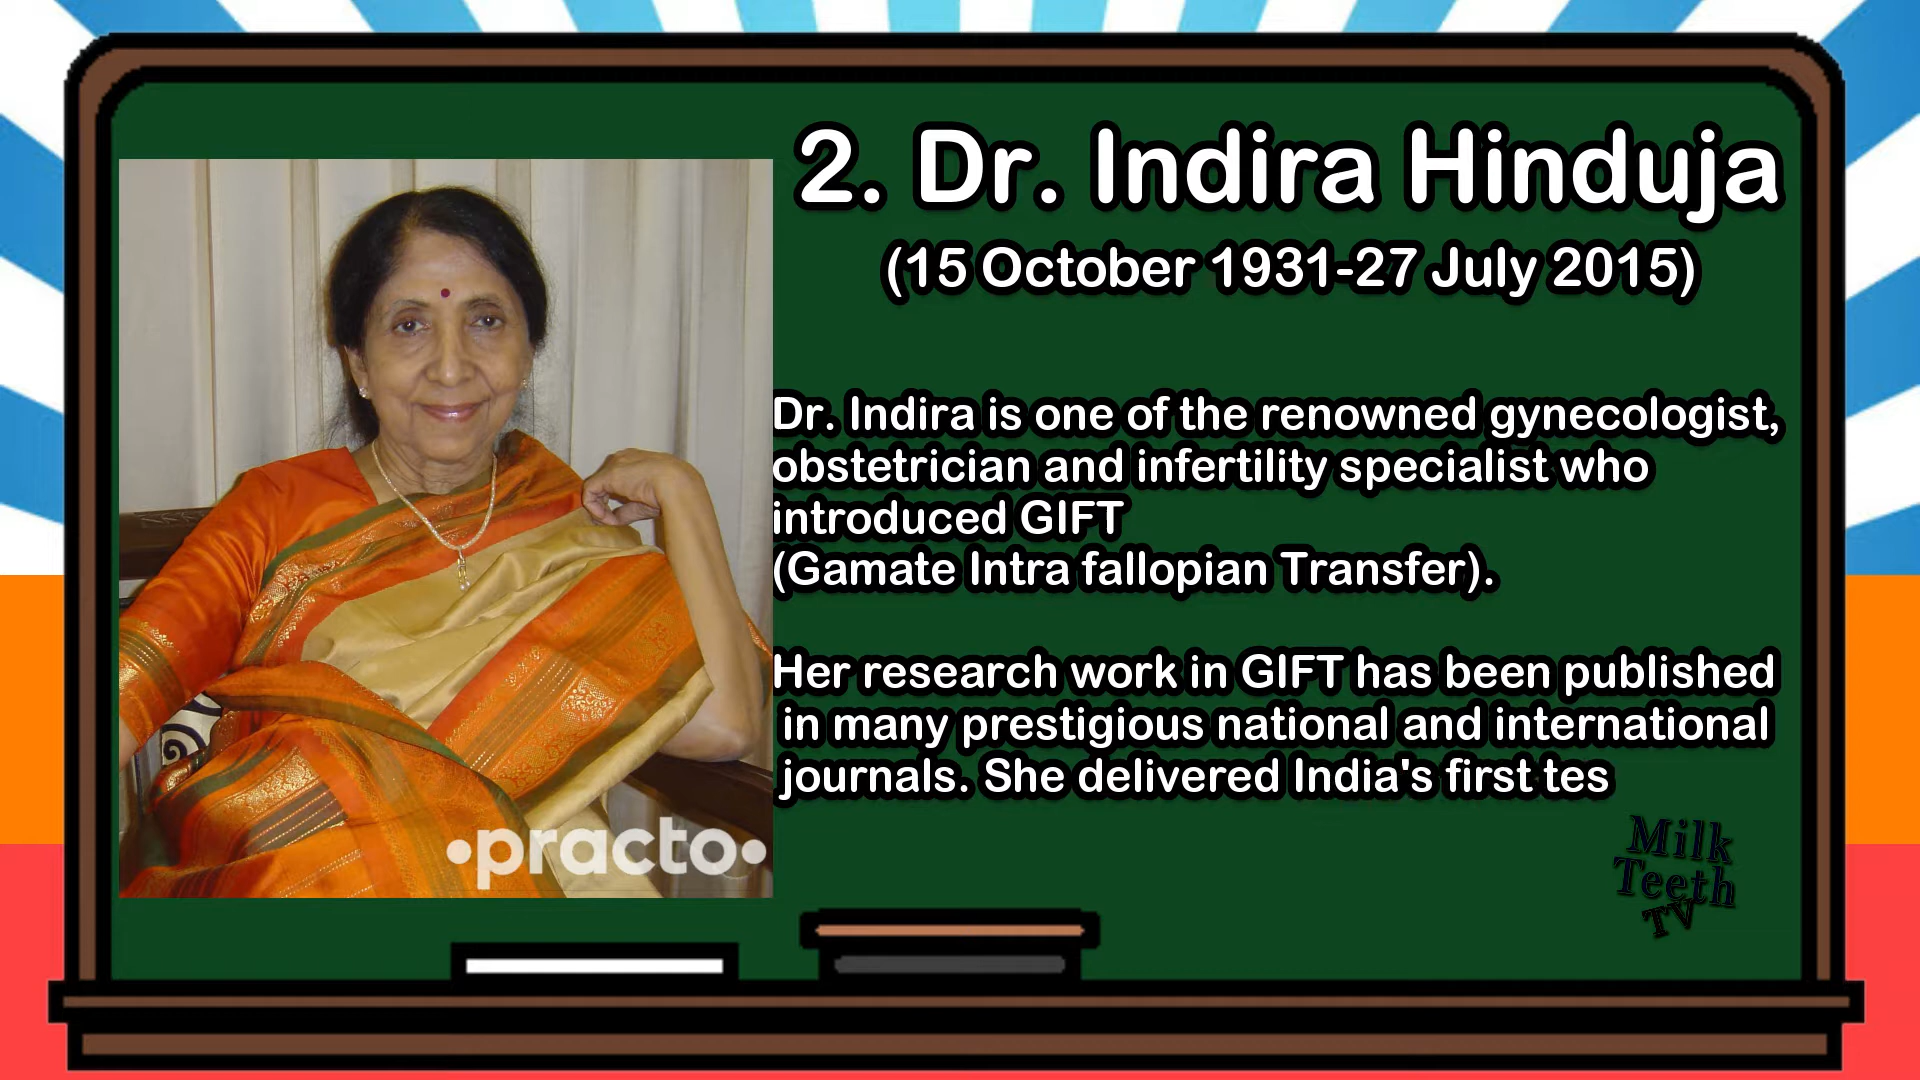 2. Dr. Indira Hinduja
(15 October 1931-27 July 2015)
Dr. Indira is one of the renowned gynecologist,
obstetrician and infertility specialist who
introduced GIFT
(Gamate Intra fallopian Transfer).
Her research work in GIFT has been published
in many prestigious national and international
journals. She delivered India's first tes
•practo•
Milk
Teeth
TV